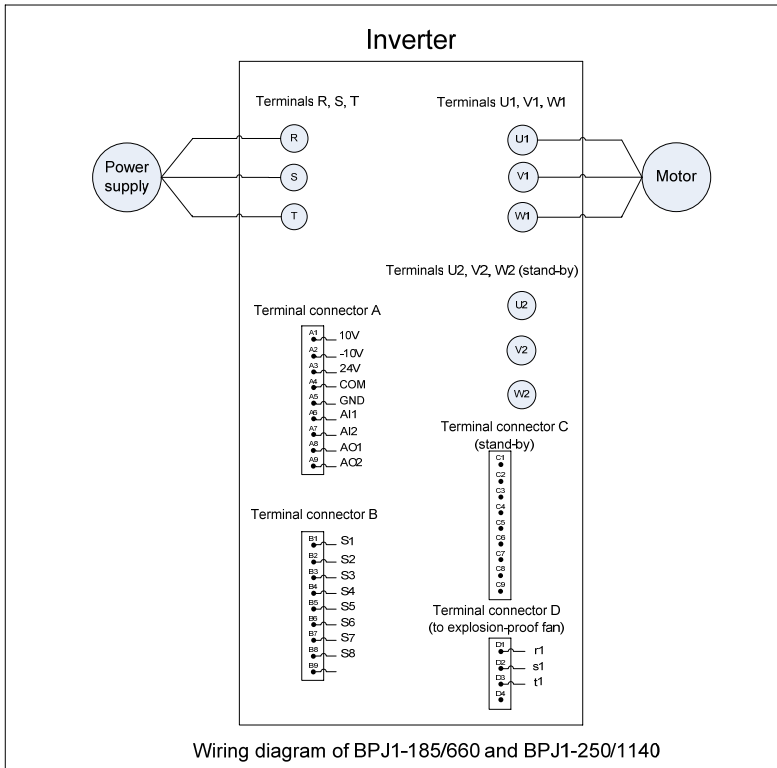 Inverter
Terminals R, S, T
Terminals U1, V1, W1
Power
supply
R
S
T
U1
V1
W1
Motor
Terminals U2, V2, W2 (stand-by)
U2
V2
W2
Terminal connector A
A1 10V
A2 -10V
A3 24V
A4 COM
A5 GND
A6 AI1
A7 AI2
A8 AO1
A9 AO2
Terminal connector C
(stand-by)
C1
C2
C3
C4
C5
C6
C7
C8
C9
Terminal connector B
B1 S1
B2 S2
B3 S3
B4 S4
B5 S5
B6 S6
B7 S7
B8 S8
B9
Terminal connector D
(to explosion-proof fan)
D1 r1
D2 s1
D3 t1
D4
Wiring diagram of BPJ1-185/660 and BPJ1-250/1140